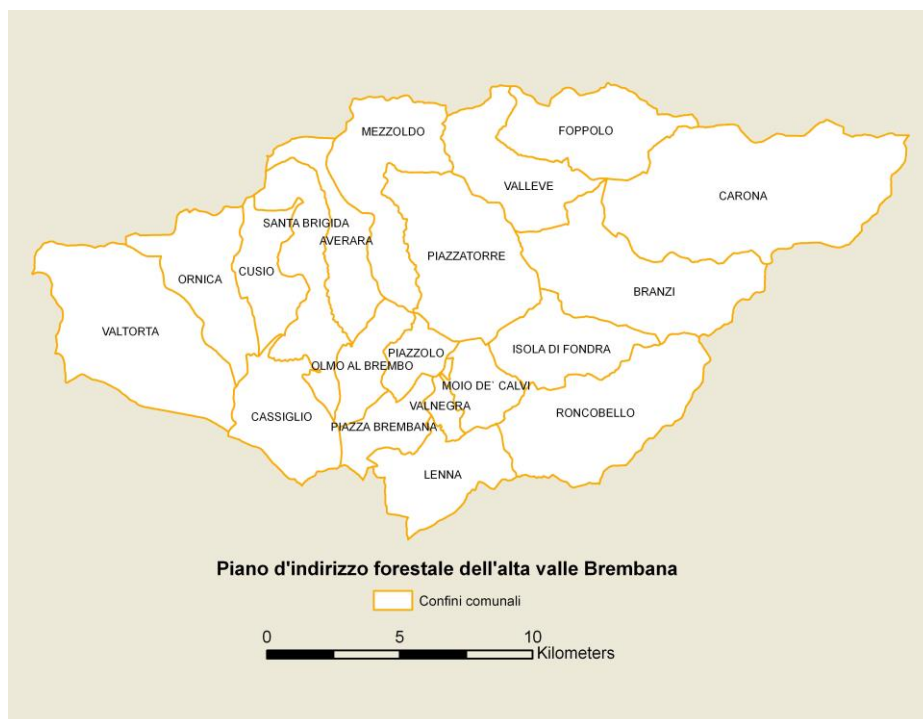 MEZZOLDO
FOPPOLO
VALLEVE
CARONA
SANTA BRIGIDA
AVERARA
PIAZZATORRE
ORNICA
CUSIO
BRANZI
VALTORTA
ISOLA DI FONDRA
PIAZZOLO
OLMO AL BREMBO
MOIO DE` CALVI
VALNEGRA
RONCOBELLO
CASSIGLIO
PIAZZA BREMBANA
LENNA
Piano d'indirizzo forestale dell'alta valle Brembana
Confini comunali
0 5 10
Kilometers